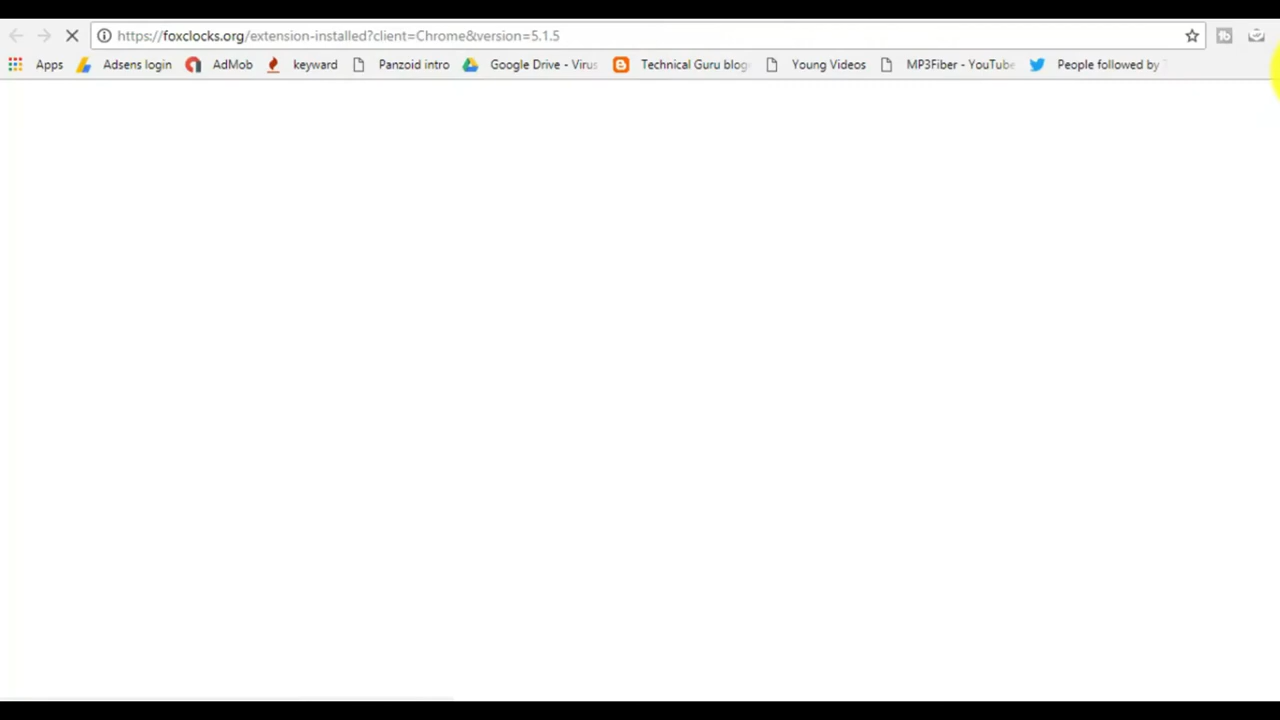 https://foxclocks.org/extension-installed?client=Chrome&version=5.1.5
Apps Adsens login AdMob keyward Panzoid intro Google Drive - Virus Technical Guru blog Young Videos MP3Fiber - YouTube People followed by